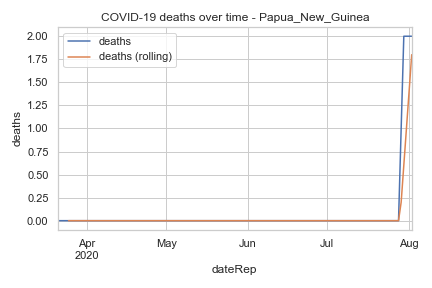 COVID-19 deaths over time - Papua_New_Guinea
deaths
deaths (rolling)
2.00
1.75
1.50
1.25
1.00
0.75
0.50
0.25
0.00
deaths
Apr
2020
May
Jun
Jul
Aug
dateRep